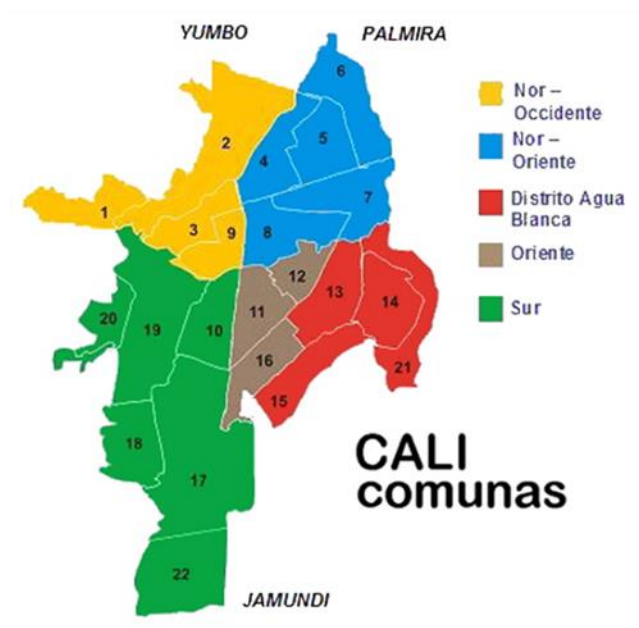 YUMBO
PALMIRA
6
2
5
4
7
1
3
9
8
12
13
14
11
20
19
10
16
21
15
18
17
22
JAMUNDI
CALI
comunas
Nor –
Occidente
Nor –
Oriente
Distrito Agua
Blanca
Oriente
Sur